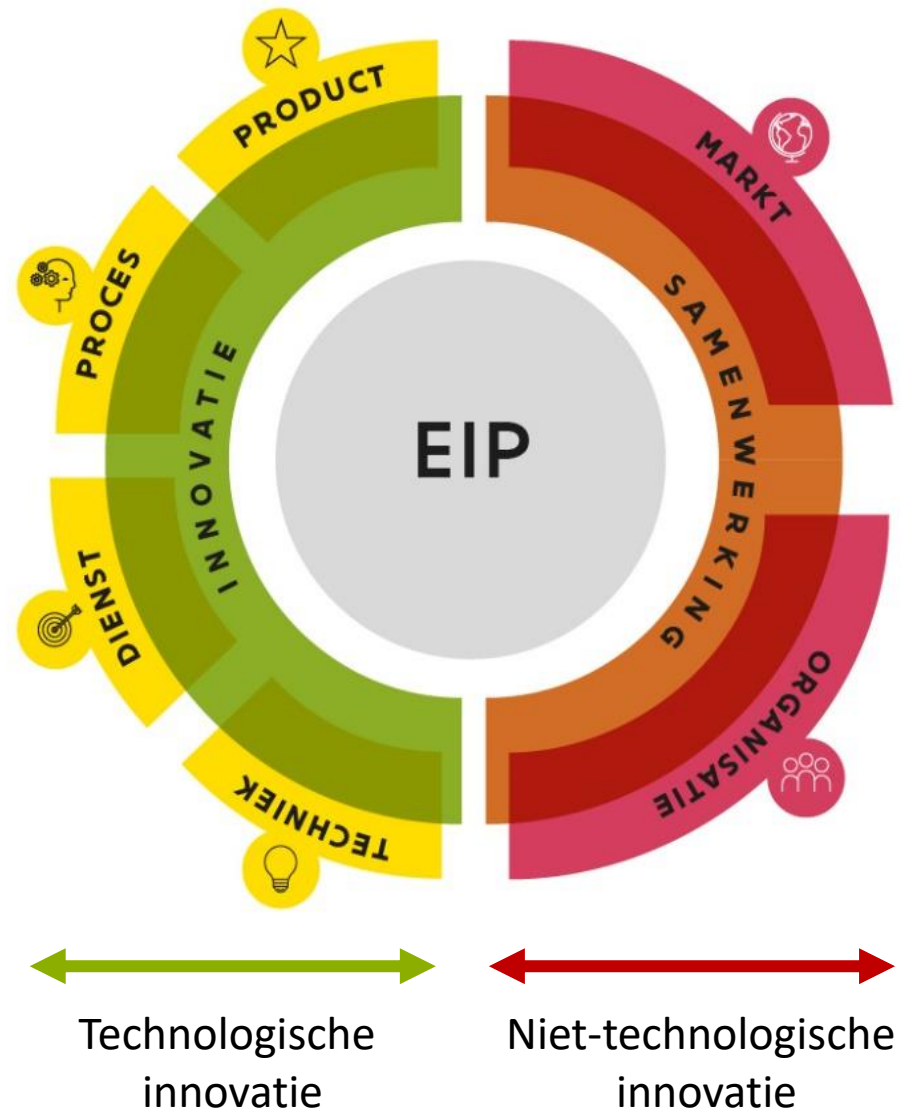 PRODUCT
PROCES
DIENST
TECHNIEK
INNOVATIE
EIP
SAMENWERKING
MARKT
ORGANISATIE
Technologische
innovatie
Niet-technologische
innovatie